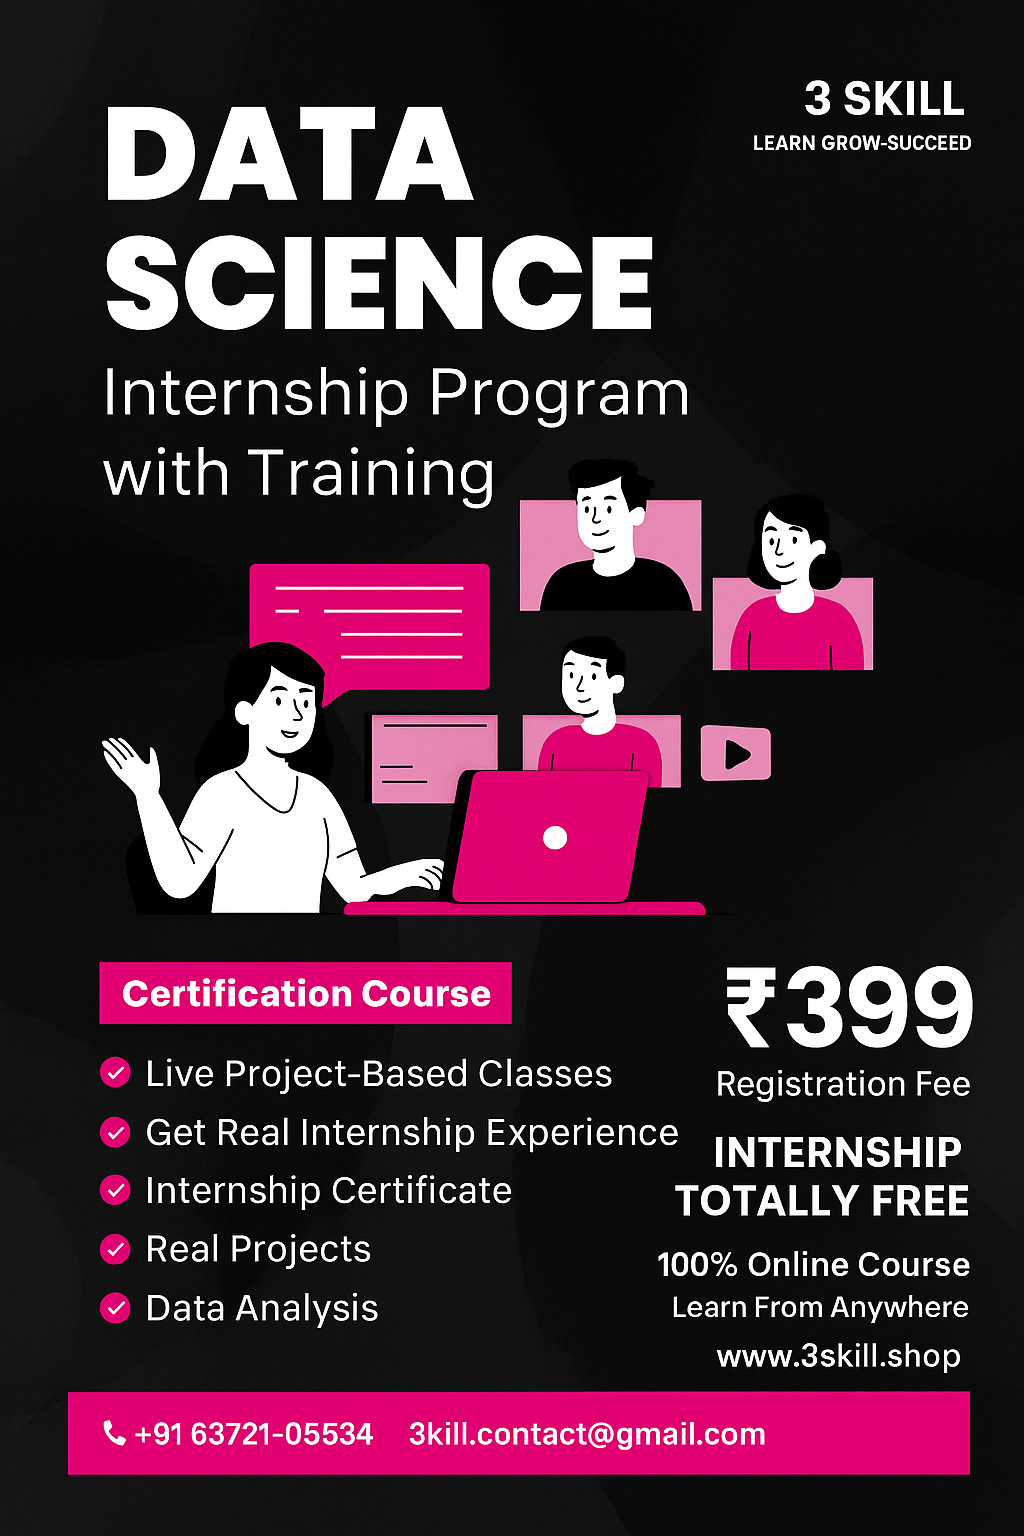 3 SKILL
LEARN GROW-SUCCEED
DATA
SCIENCE
Internship Program
with Training
Certification Course
Live Project-Based Classes
Get Real Internship Experience
Internship Certificate
Real Projects
Data Analysis
₹399
Registration Fee
INTERNSHIP
TOTALLY FREE
100% Online Course
Learn From Anywhere
www.3skill.shop
+91 63721-05534 3kill.contact@gmail.com